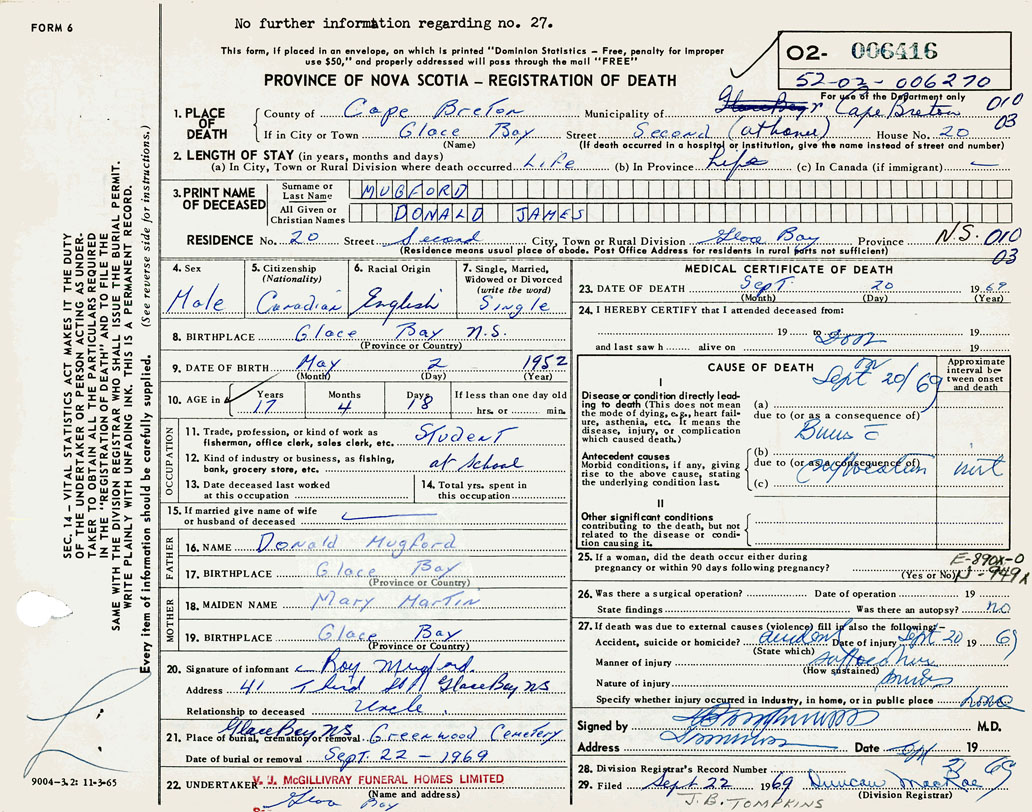 FORM 6
No further information regarding no. 27.
This form, if placed in an envelope, on which is printed "Dominion Statistics – Free, penalty for improper
use $50," and properly addressed will pass through the mail "FREE"
PROVINCE OF NOVA SCOTIA – REGISTRATION OF DEATH
02- 006416
52-02-006270
For use of the Department only
010
03
1. PLACE OF DEATH
County of Cape Breton Municipality of Cape Breton
If in City or Town Glace Bay Street Second (at home) House No. 20
(Name) (If death occurred in a hospital or institution, give the name instead of street and number)
2. LENGTH OF STAY (in years, months and days)
(a) In City, Town or Rural Division where death occurred Life (b) In Province Life (c) In Canada (if immigrant) —
3. PRINT NAME OF DECEASED
Surname or Last Name MUGFORD
All Given or Christian Names DONALD JAMES
RESIDENCE No. 20 Street Second City, Town or Rural Division Glace Bay Province N.S. 010
03
(Residence means usual place of abode. Post Office Address for residents in rural parts not sufficient)
4. Sex Male
5. Citizenship (Nationality) Canadian
6. Racial Origin English
7. Single, Married, Widowed or Divorced (write the word) Single
8. BIRTHPLACE Glace Bay N.S.
(Province or Country)
9. DATE OF BIRTH May 2 1952
(Month) (Day) (Year)
10. AGE in Years Months Days If less than one day old
17 4 18 hrs. or min.
OCCUPATION
11. Trade, profession, or kind of work as fisherman, office clerk, sales clerk, etc. Student
12. Kind of industry or business, as fishing, bank, grocery store, etc. at School
13. Date deceased last worked at this occupation
14. Total yrs. spent in this occupation
15. If married give name of wife or husband of deceased —
FATHER
16. NAME Donald Mugford
17. BIRTHPLACE Glace Bay
(Province or Country)
MOTHER
18. MAIDEN NAME Mary Martin
19. BIRTHPLACE Glace Bay
(Province or Country)
20. Signature of informant Roy Mugford
Address 41 Third St Glace Bay NS
Relationship to deceased Uncle.
21. Place of burial, cremation or removal Glace Bay NS Greenwood Cemetery
Date of burial or removal Sept. 22 – 1969
22. UNDERTAKER V. J. McGILLIVRAY FUNERAL HOMES LIMITED
(Name and address)
Glace Bay
MEDICAL CERTIFICATE OF DEATH
23. DATE OF DEATH Sept. 20 1969
(Month) (Day) (Year)
24. I HEREBY CERTIFY that I attended deceased from:
19 to 19
and last saw h alive on 19
CAUSE OF DEATH
Approximate interval between onset and death
on Sept 20/69
I
Disease or condition directly leading to death (This does not mean the mode of dying, e.g., heart failure, asthenia, etc. It means the disease, injury, or complication which caused death.)
(a)
due to (or as a consequence of)
Burns c̄
Antecedent causes
Morbid conditions, if any, giving rise to the above cause, stating the underlying condition last.
(b)
due to (or as a consequence of)
suffocation
(c)
II
Other significant conditions
contributing to the death, but not related to the disease or condition causing it.
25. If a woman, did the death occur either during pregnancy or within 90 days following pregnancy?
(Yes or No)
E-890X-0
N-949
26. Was there a surgical operation? Date of operation 19
State findings Was there an autopsy? no
27. If death was due to external causes (violence) fill in also the following:–
Accident, suicide or homicide? accident Date of injury Sept 20 1969
(State which)
Manner of injury suffocation
(How sustained)
Nature of injury burns
Specify whether injury occurred in industry, in home, or in public place home
Signed by M.D.
Address Date 19
28. Division Registrar's Record Number
29. Filed Sept 22 1969 Duncan MacRae
(Division Registrar)
J.B. TOMPKINS
SEC. 14 – VITAL STATISTICS ACT MAKES IT THE DUTY
OF THE UNDERTAKER OR PERSON ACTING AS UNDER-
TAKER TO OBTAIN ALL THE PARTICULARS REQUIRED
IN THE "REGISTRATION OF DEATH" AND TO FILE THE
SAME WITH THE DIVISION REGISTRAR WHO SHALL ISSUE THE BURIAL PERMIT.
WRITE PLAINLY WITH UNFADING INK. THIS IS A PERMANENT RECORD.
Every item of information should be carefully supplied. (See reverse side for instructions.)
9004–3.2: 11-3-65